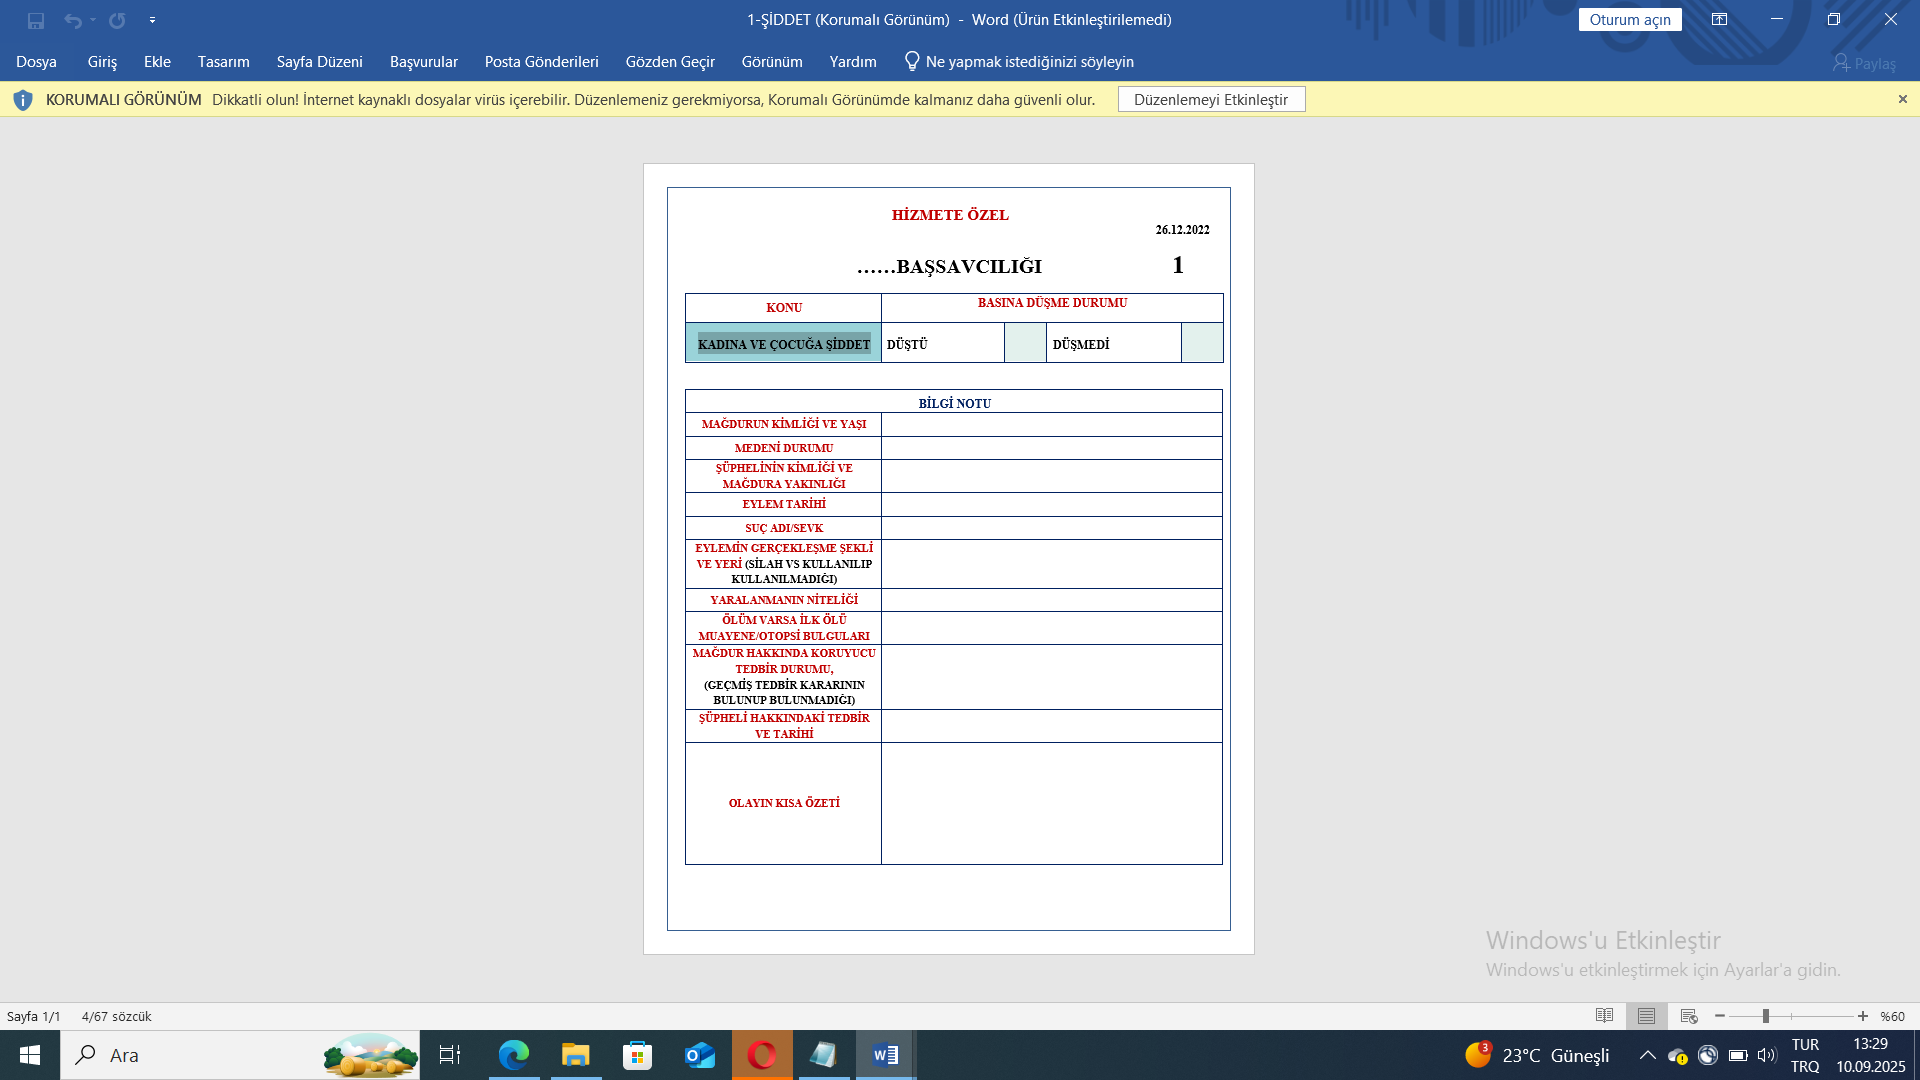 1-ŞİDDET (Korumalı Görünüm) - Word (Ürün Etkinleştirilemedi)
Oturum açın
Dosya Giriş Ekle Tasarım Sayfa Düzeni Başvurular Posta Gönderileri Gözden Geçir Görünüm Yardım Ne yapmak istediğinizi söyleyin Paylaş
KORUMALI GÖRÜNÜM Dikkatli olun! İnternet kaynaklı dosyalar virüs içerebilir. Düzenlemeniz gerekmiyorsa, Korumalı Görünümde kalmanız daha güvenli olur. Düzenlemeyi Etkinleştir
HİZMETE ÖZEL
26.12.2022
……BAŞSAVCILIĞI 1
KONU BASINA DÜŞME DURUMU
KADINA VE ÇOCUĞA ŞİDDET DÜŞTÜ DÜŞMEDİ
BİLGİ NOTU
MAĞDURUN KİMLİĞİ VE YAŞI
MEDENİ DURUMU
ŞÜPHELİNİN KİMLİĞİ VE
MAĞDURA YAKINLIĞI
EYLEM TARİHİ
SUÇ ADI/SEVK
EYLEMİN GERÇEKLEŞME ŞEKLİ
VE YERİ (SİLAH VS KULLANILIP
KULLANILMADIĞI)
YARALANMANIN NİTELİĞİ
ÖLÜM VARSA İLK ÖLÜ
MUAYENE/OTOPSİ BULGULARI
MAĞDUR HAKKINDA KORUYUCU
TEDBİR DURUMU,
(GEÇMİŞ TEDBİR KARARININ
BULUNUP BULUNMADIĞI)
ŞÜPHELİ HAKKINDAKİ TEDBİR
VE TARİHİ
OLAYIN KISA ÖZETİ
Windows'u Etkinleştir
Windows'u etkinleştirmek için Ayarlar'a gidin.
Sayfa 1/1 4/67 sözcük %60
Ara 3 23°C Güneşli TUR 13:29
TRQ 10.09.2025